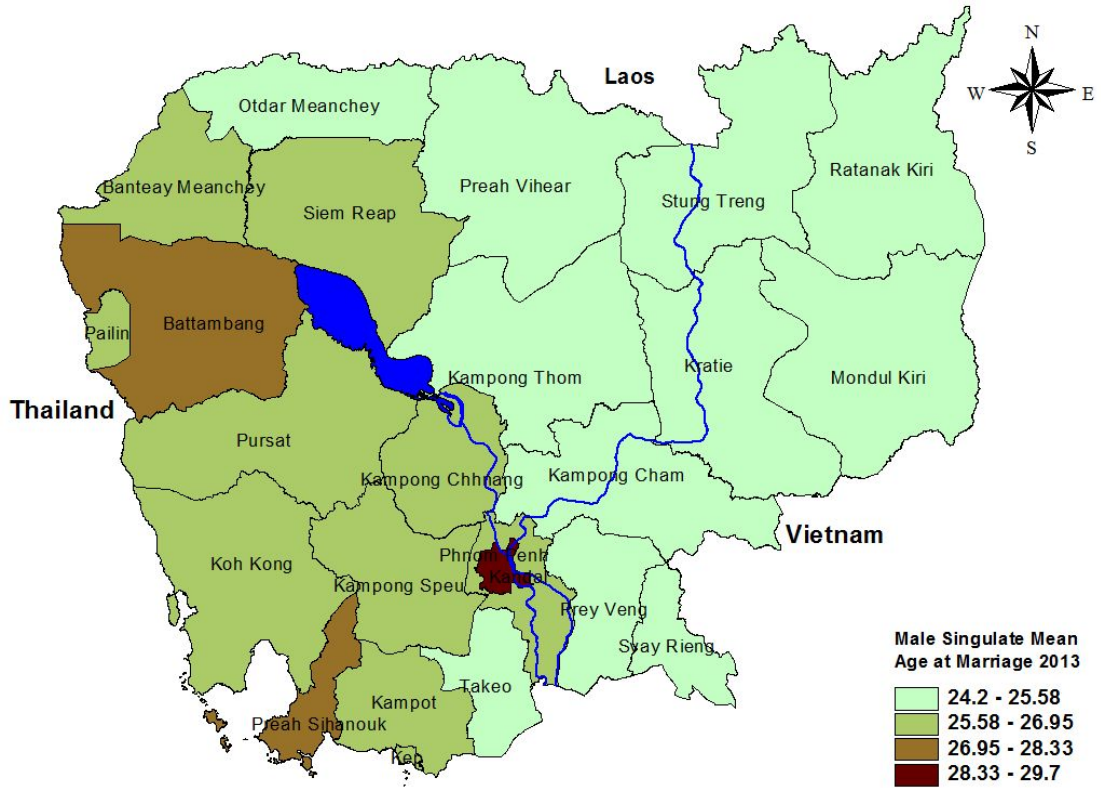 N
Laos
W E
S
Otdar Meanchey
Banteay Meanchey
Preah Vihear
Ratanak Kiri
Stung Treng
Siem Reap
Battambang
Pailin
Kampong Thom
Kratie
Mondul Kiri
Thailand
Pursat
Kampong Chhnang
Kampong Cham
Vietnam
Koh Kong
Phnom Penh
Kandal
Kampong Speu
Prey Veng
Svay Rieng
Takeo
Kampot
Preah Sihanouk
Kep
Male Singulate Mean
Age at Marriage 2013
24.2 - 25.58
25.58 - 26.95
26.95 - 28.33
28.33 - 29.7